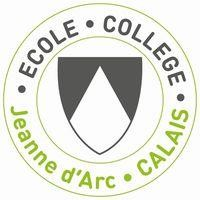 • ECOLE • COLLEGE •
Jeanne d'Arc • CALAIS